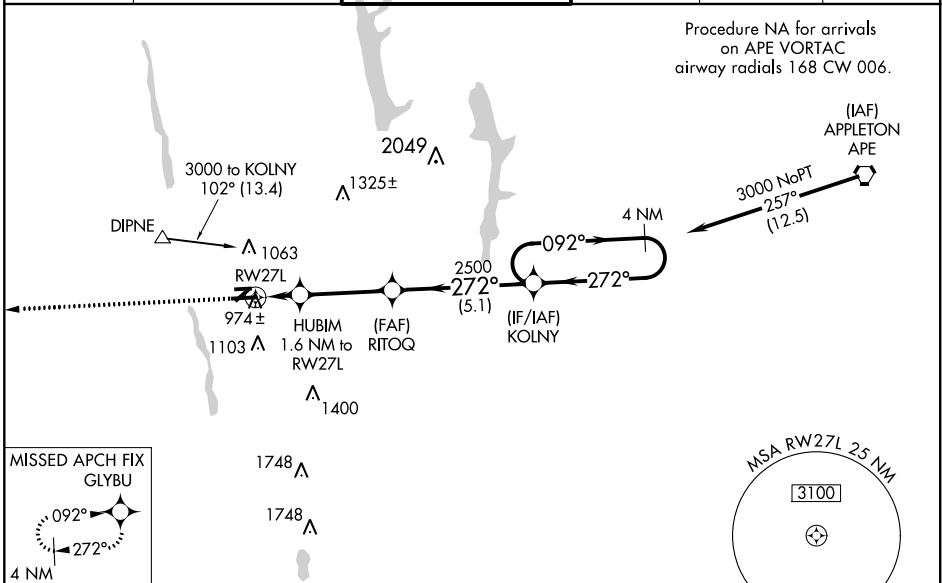 Procedure NA for arrivals
on APE VORTAC
airway radials 168 CW 006.
(IAF)
APPLETON
APE
2049
1325±
3000 to KOLNY
102° (13.4)
3000 NoPT
257°
(12.5)
4 NM
DIPNE
1063
092°
RW27L
2500
272°
(5.1)
272°
974±
HUBIM
1.6 NM to
RW27L
(FAF)
RITOQ
(IF/IAF)
KOLNY
1103
1400
1748
1748
MISSED APCH FIX
GLYBU
092°
272°
4 NM
MSA RW27L 25 NM
3100